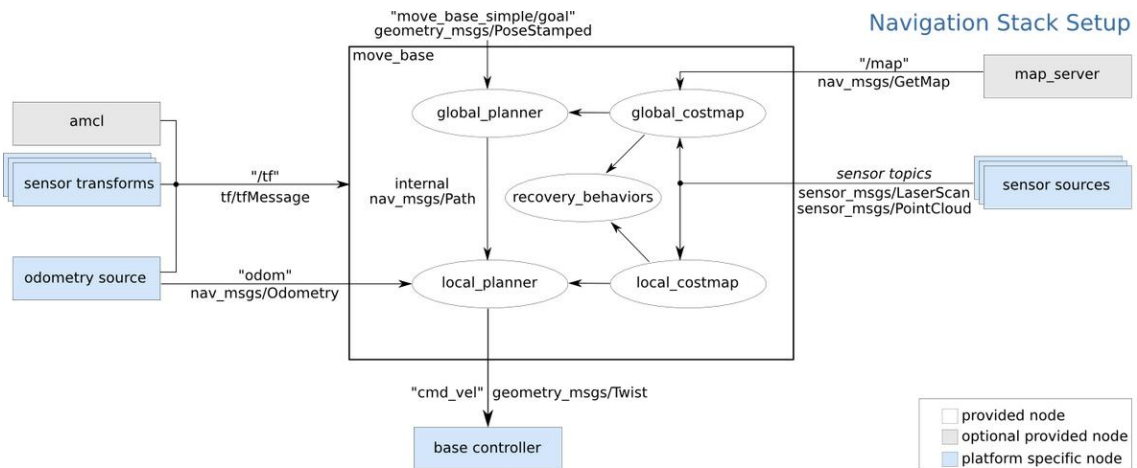 Navigation Stack Setup
"move_base_simple/goal"
geometry_msgs/PoseStamped
move_base
"/map"
nav_msgs/GetMap
map_server
amcl
global_planner
global_costmap
sensor transforms
"/tf"
tf/tfMessage
internal
nav_msgs/Path
recovery_behaviors
sensor topics
sensor_msgs/LaserScan
sensor_msgs/PointCloud
sensor sources
odometry source
"odom"
nav_msgs/Odometry
local_planner
local_costmap
"cmd_vel" geometry_msgs/Twist
base controller
provided node
optional provided node
platform specific node